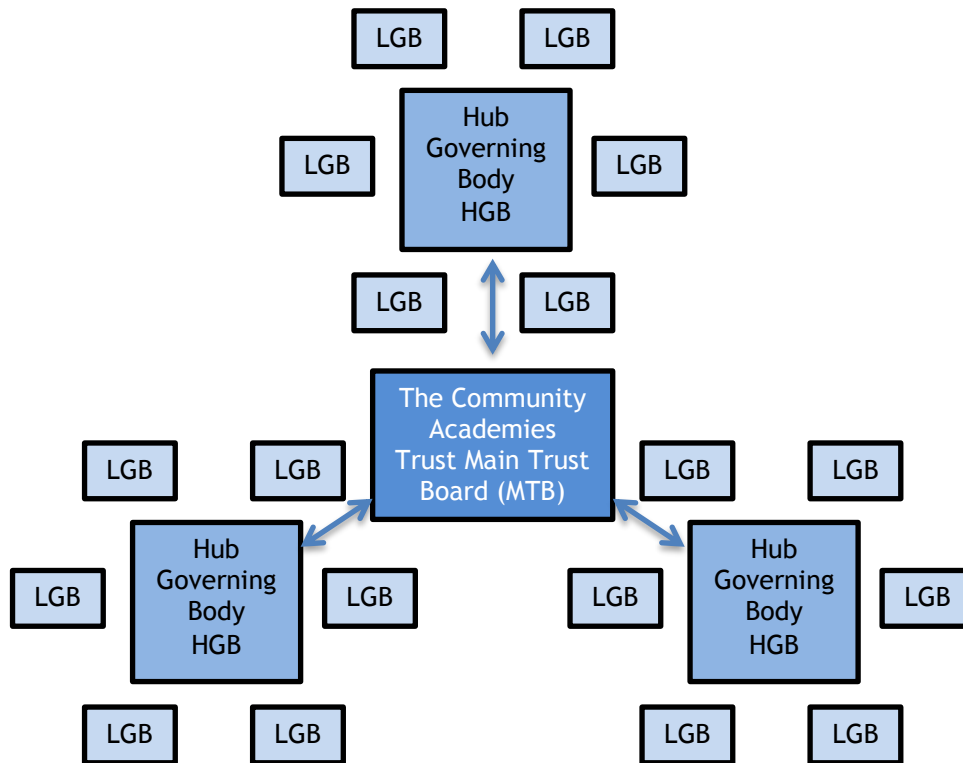 LGB
LGB
Hub
Governing
Body
HGB
LGB
LGB
LGB
LGB
The Community
Academies
Trust Main Trust
Board (MTB)
LGB
LGB
LGB
LGB
Hub
Governing
Body
HGB
Hub
Governing
Body
HGB
LGB
LGB
LGB
LGB
LGB
LGB
LGB
LGB